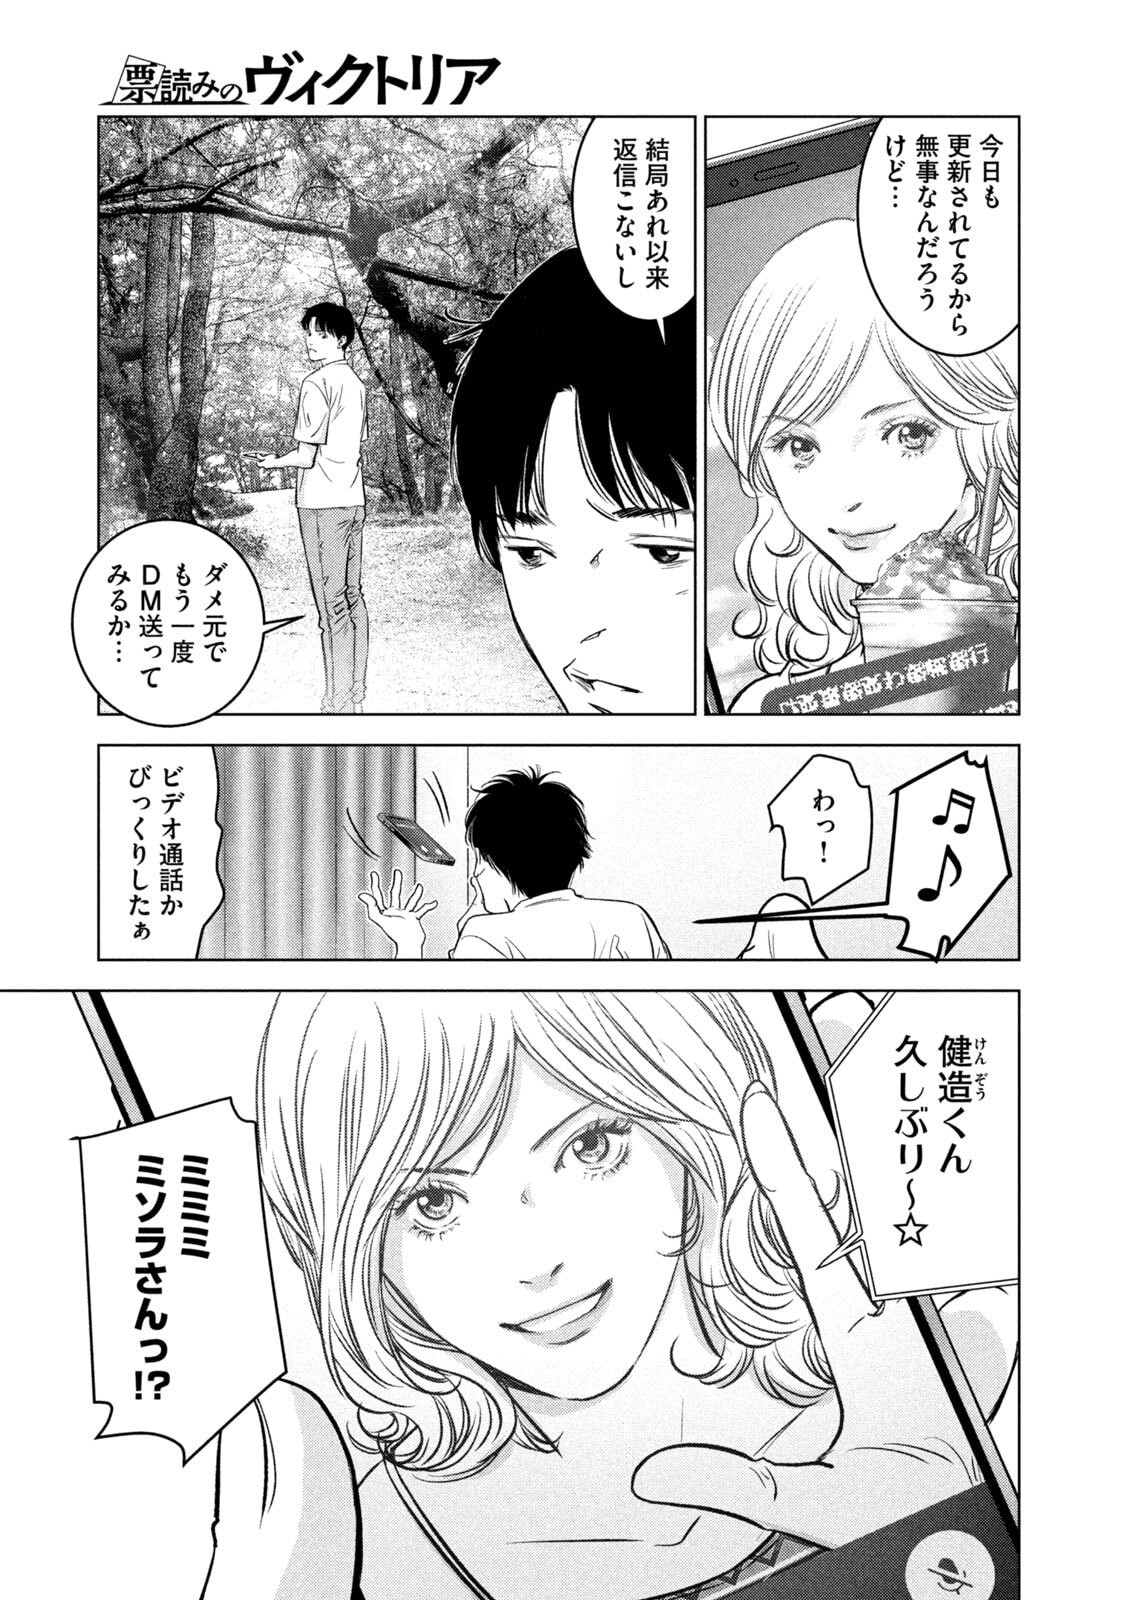 票読みのヴィクトリア
今日も
更新されてるから
無事なんだろう
けど…
結局あれ以来
返信こないし
ダメ元で
もう一度
DM送って
みるか…
わっ!
ビデオ通話か
びっくりしたぁ
健造くん
けんぞう
久しぶり〜☆
ミミミ
ミソラさんっ!?